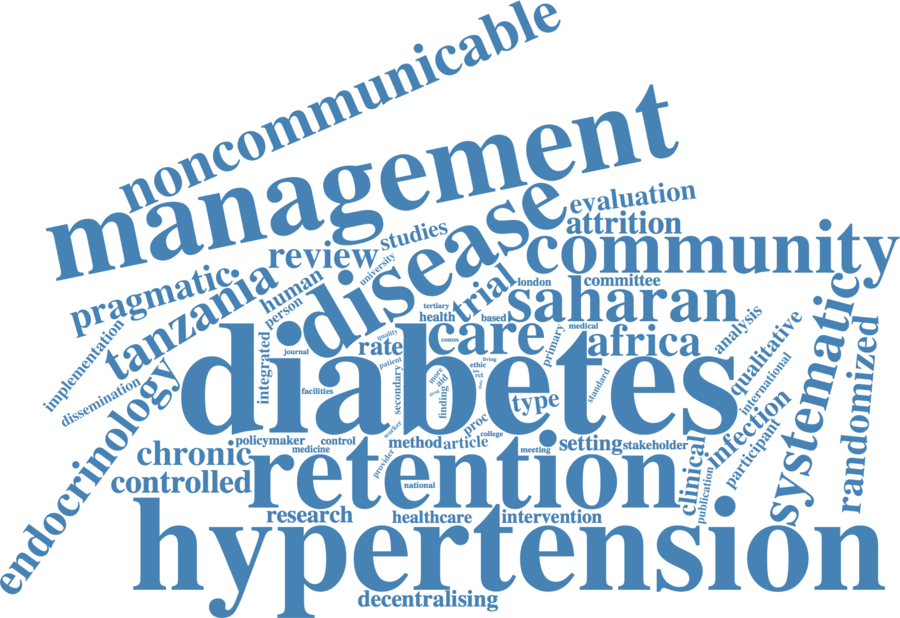 noncommunicable
management
disease
evaluation
attrition
studies
review
university
community
pragmatic
tanzania
human
person
trial
london
committee
saharan
tertiary
health
based
medical
implementation
dissemination
endocrinology
integrated
journal
rate
quality
comm
care
primary
africa
analysis
qualitative
international
systematic
randomized
diabetes
facilities
patient
secondary
more
drug
finding
living
ethic
rct
type
standard
infection
participant
proc
college
worker
provider
policymaker
control
medicine
chronic
controlled
method
article
meeting
setting
stakeholder
clinical
publication
retention
national
research
healthcare
intervention
hypertension
decentralising